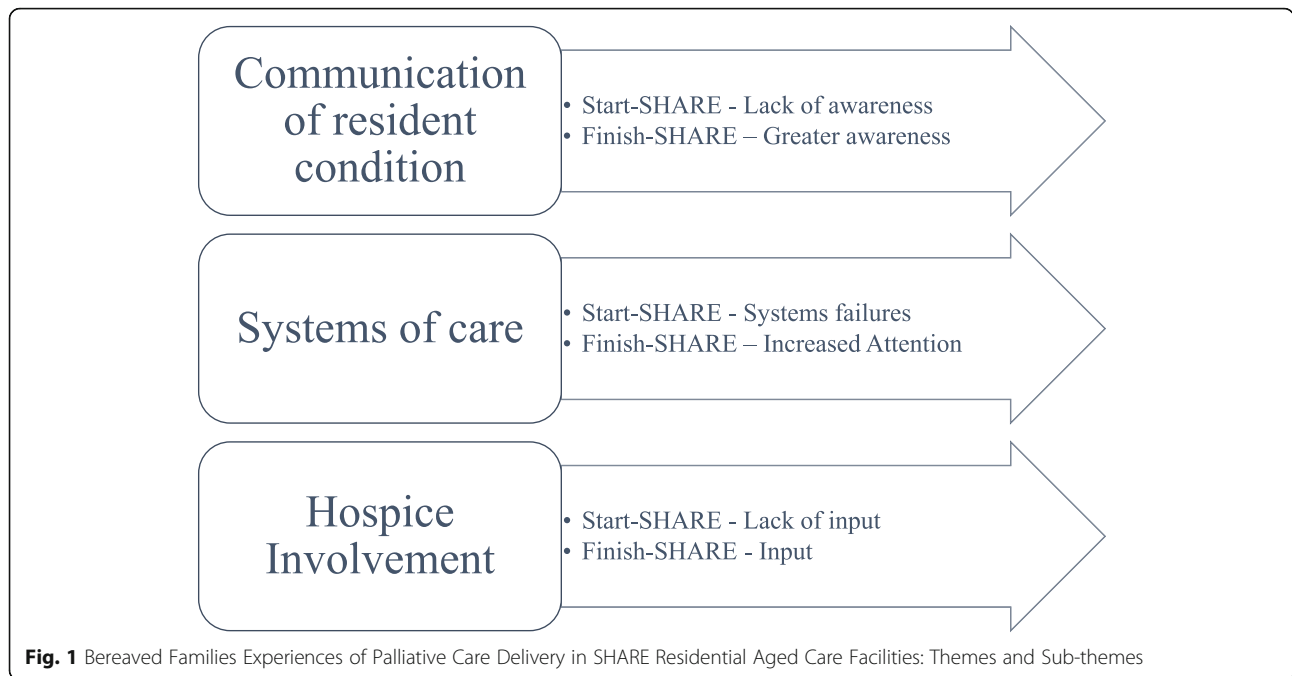 Communication
of resident
condition
• Start-SHARE - Lack of awareness
• Finish-SHARE – Greater awareness
Systems of care
• Start-SHARE - Systems failures
• Finish-SHARE – Increased Attention
Hospice
Involvement
• Start-SHARE - Lack of input
• Finish-SHARE - Input
Fig. 1 Bereaved Families Experiences of Palliative Care Delivery in SHARE Residential Aged Care Facilities: Themes and Sub-themes